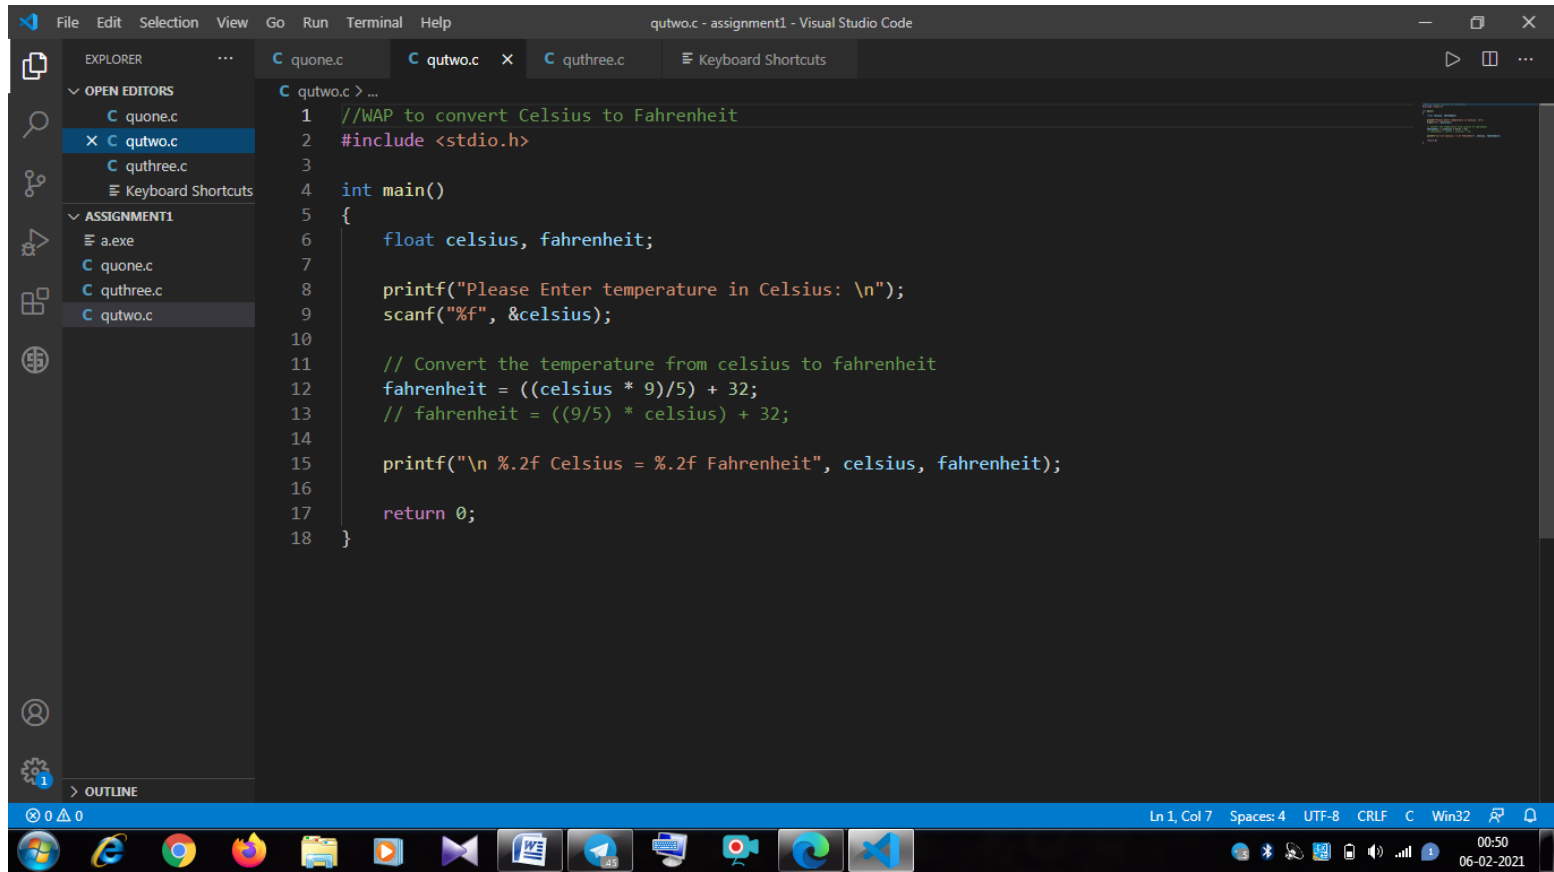 File Edit Selection View Go Run Terminal Help qutwo.c - assignment1 - Visual Studio Code
EXPLORER
C quone.c C qutwo.c C quthree.c Keyboard Shortcuts
OPEN EDITORS
C quone.c
C qutwo.c
C quthree.c
Keyboard Shortcuts
ASSIGNMENT1
a.exe
C quone.c
C quthree.c
C qutwo.c
OUTLINE
C qutwo.c > ...
1 //WAP to convert Celsius to Fahrenheit
2 #include <stdio.h>
3
4 int main()
5 {
6     float celsius, fahrenheit;
7
8     printf("Please Enter temperature in Celsius: \n");
9     scanf("%f", &celsius);
10
11     // Convert the temperature from celsius to fahrenheit
12     fahrenheit = ((celsius * 9)/5) + 32;
13     // fahrenheit = ((9/5) * celsius) + 32;
14
15     printf("\n %.2f Celsius = %.2f Fahrenheit", celsius, fahrenheit);
16
17     return 0;
18 }
1
0 0 Ln 1, Col 7 Spaces: 4 UTF-8 CRLF C Win32
45
1
00:50
06-02-2021